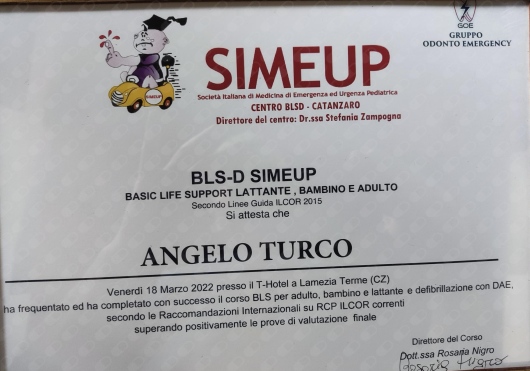 GOE
GRUPPO
ODONTO EMERGENCY
SIMEUP
SIMEUP
Società Italiana di Medicina di Emergenza ed Urgenza Pediatrica
CENTRO BLSD - CATANZARO
Direttore del centro: Dr.ssa Stefania Zampogna
BLS-D SIMEUP
BASIC LIFE SUPPORT LATTANTE , BAMBINO E ADULTO
Secondo Linee Guida ILCOR 2015
Si attesta che
ANGELO TURCO
Venerdì 18 Marzo 2022 presso il T-Hotel a Lamezia Terme (CZ)
ha frequentato ed ha completato con successo il corso BLS per adulto, bambino e lattante e defibrillazione con DAE,
secondo le Raccomandazioni Internazionali su RCP ILCOR correnti
superando positivamente le prove di valutazione finale
Direttore del Corso
Dott.ssa Rosaria Nigro